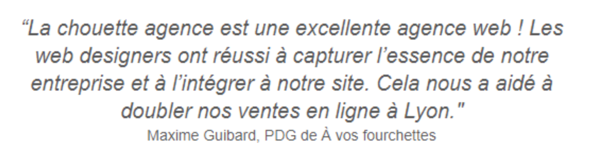 “La chouette agence est une excellente agence web ! Les
web designers ont réussi à capturer l’essence de notre
entreprise et à l’intégrer à notre site. Cela nous a aidé à
doubler nos ventes en ligne à Lyon."
Maxime Guibard, PDG de À vos fourchettes